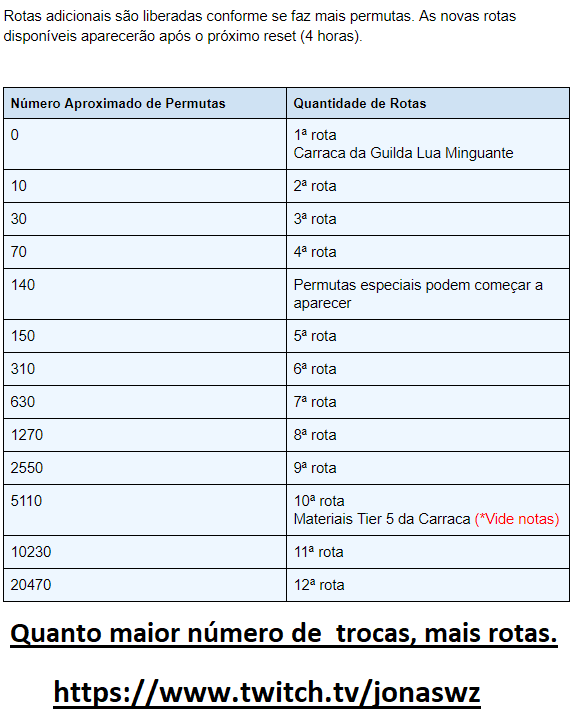 Rotas adicionais são liberadas conforme se faz mais permutas. As novas rotas
disponíveis aparecerão após o próximo reset (4 horas).
Número Aproximado de Permutas Quantidade de Rotas
0 1ª rota
Carraca da Guilda Lua Minguante
10 2ª rota
30 3ª rota
70 4ª rota
140 Permutas especiais podem começar a
aparecer
150 5ª rota
310 6ª rota
630 7ª rota
1270 8ª rota
2550 9ª rota
5110 10ª rota
Materiais Tier 5 da Carraca (*Vide notas)
10230 11ª rota
20470 12ª rota
Quanto maior número de trocas, mais rotas.
https://www.twitch.tv/jonaswz